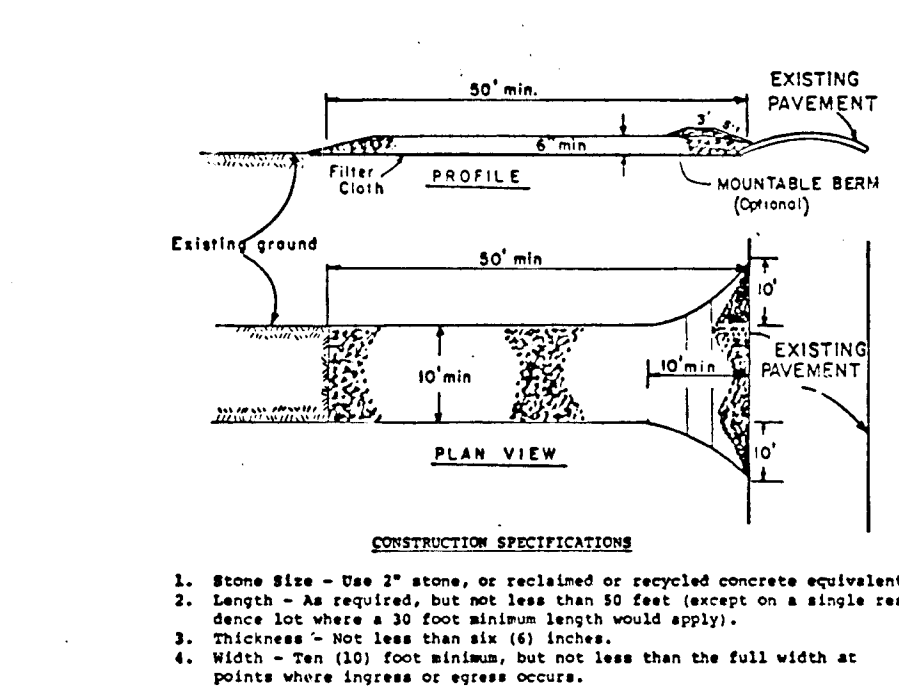 50' min.
EXISTING
PAVEMENT
3'
6" min
Filter
Cloth
PROFILE
MOUNTABLE BERM
(Optional)
Existing ground
50' min
10'
EXISTING
PAVEMENT
10' min
10' min
10'
PLAN VIEW
CONSTRUCTION SPECIFICATIONS
1. Stone Size - Use 2" stone, or reclaimed or recycled concrete equivalent
2. Length - As required, but not less than 50 feet (except on a single res
dence lot where a 30 foot minimum length would apply).
3. Thickness - Not less than six (6) inches.
4. Width - Ten (10) foot minimum, but not less than the full width at
points where ingress or egress occurs.